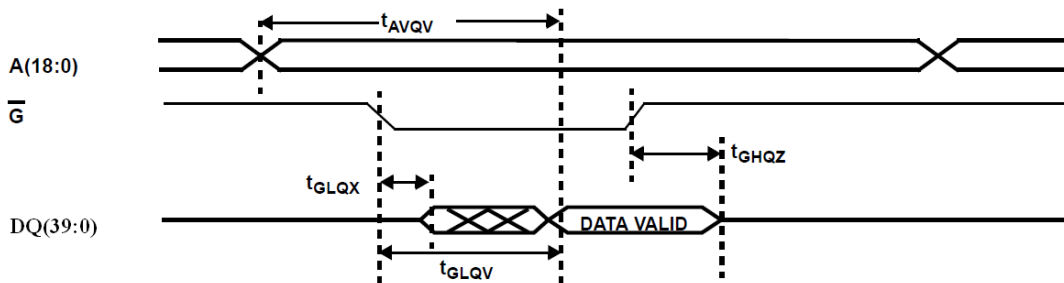 tAVQV
A(18:0)
G̅
tGHQZ
tGLQX
DQ(39:0)
DATA VALID
tGLQV